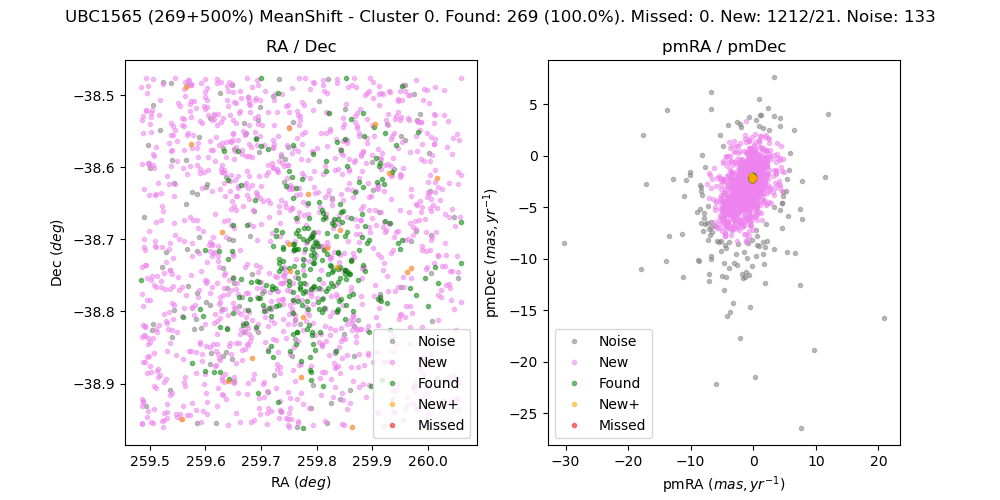 UBC1565 (269+500%) MeanShift - Cluster 0. Found: 269 (100.0%). Missed: 0. New: 1212/21. Noise: 133
RA / Dec
−38.5
−38.6
−38.7
−38.8
−38.9
Dec (deg)
259.5 259.6 259.7 259.8 259.9 260.0
RA (deg)
Noise
New
Found
New+
Missed
pmRA / pmDec
5
0
−5
−10
−15
−20
−25
pmDec (mas, yr⁻¹)
−30 −20 −10 0 10 20
pmRA (mas, yr⁻¹)
Noise
New
Found
New+
Missed